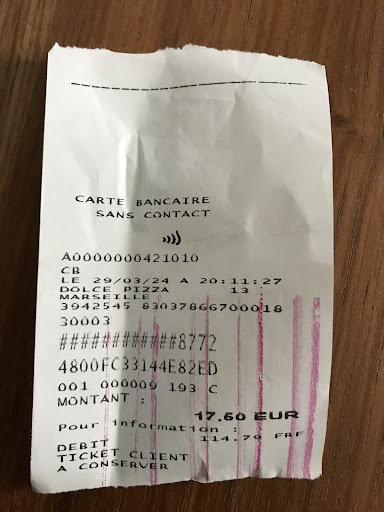 CARTE BANCAIRE
SANS CONTACT
A0000000421010
CB
LE 29/03/24 A 20:11:27
DOLCE PIZZA 13
MARSEILLE
3942545 83037866700018
30003
############8772
4800FC33144E82ED
001 000009 193 C
MONTANT :
17.60 EUR
Pour information :
114.79 FRF
DEBIT
TICKET CLIENT
A CONSERVER